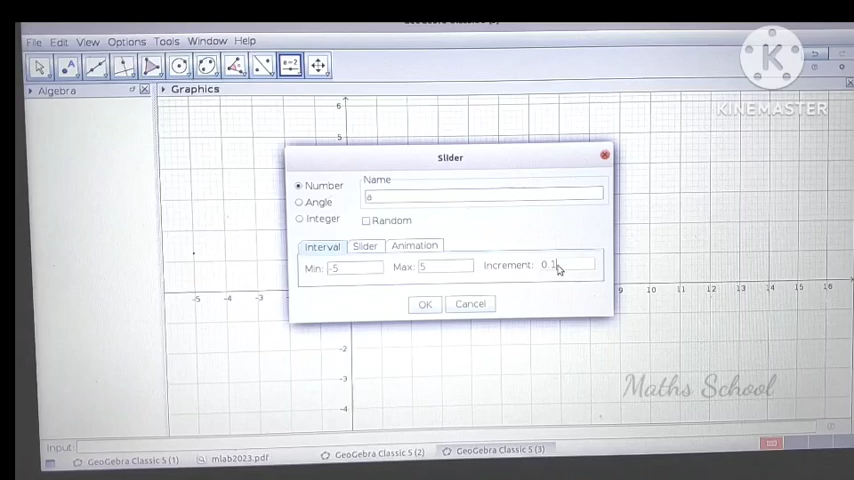 File Edit View Options Tools Window Help
a=2
K
KINEMASTER
Algebra
Graphics
6
5
Slider
Number
Angle
Integer
Name
a
Random
Interval Slider Animation
Min: -5 Max: 5 Increment: 0.1
OK Cancel
-5 -4 -3 9 10 11 12 13 14 15 16
-2
-3
-4
Maths School
Input:
GeoGebra Classic 5 (1) mlab2023.pdf GeoGebra Classic 5 (2) GeoGebra Classic 5 (3)